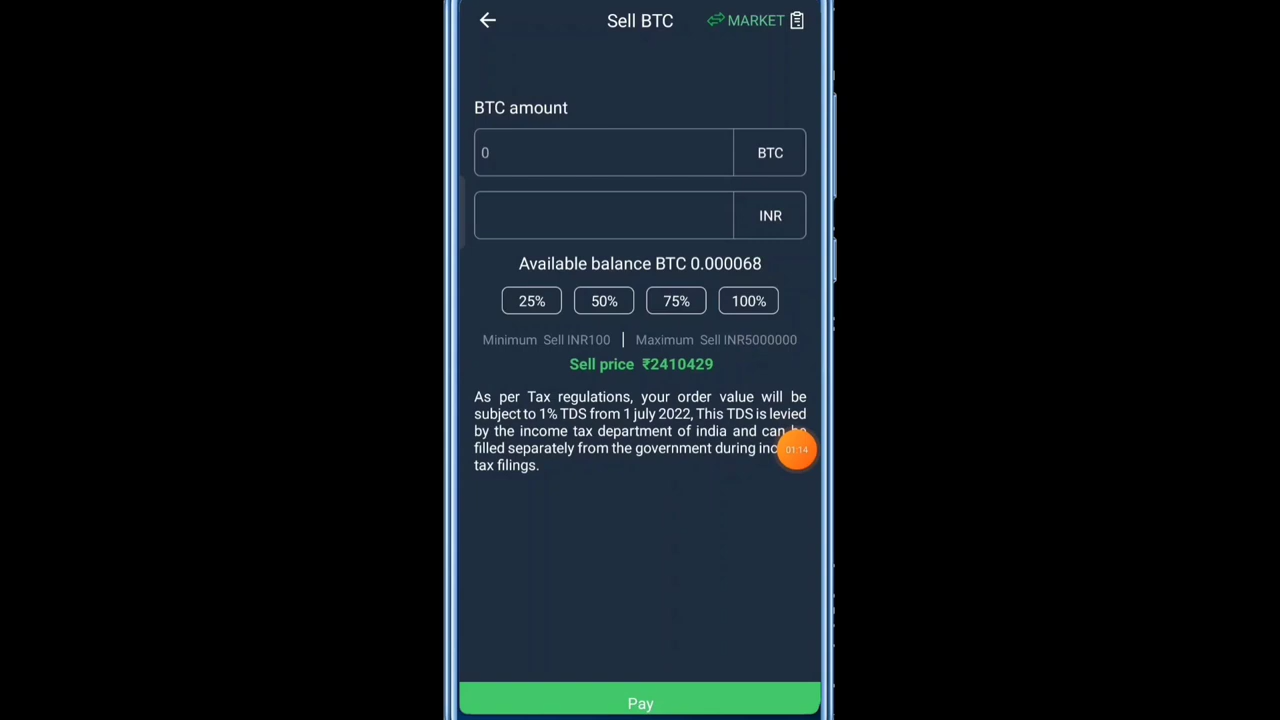 Sell BTC
MARKET
BTC amount
0
BTC
INR
Available balance BTC 0.000068
25% 50% 75% 100%
Minimum Sell INR100 | Maximum Sell INR5000000
Sell price ₹2410429
As per Tax regulations, your order value will be
subject to 1% TDS from 1 july 2022, This TDS is levied
by the income tax department of india and can
filled separately from the government during
tax filings.
01:14
Pay